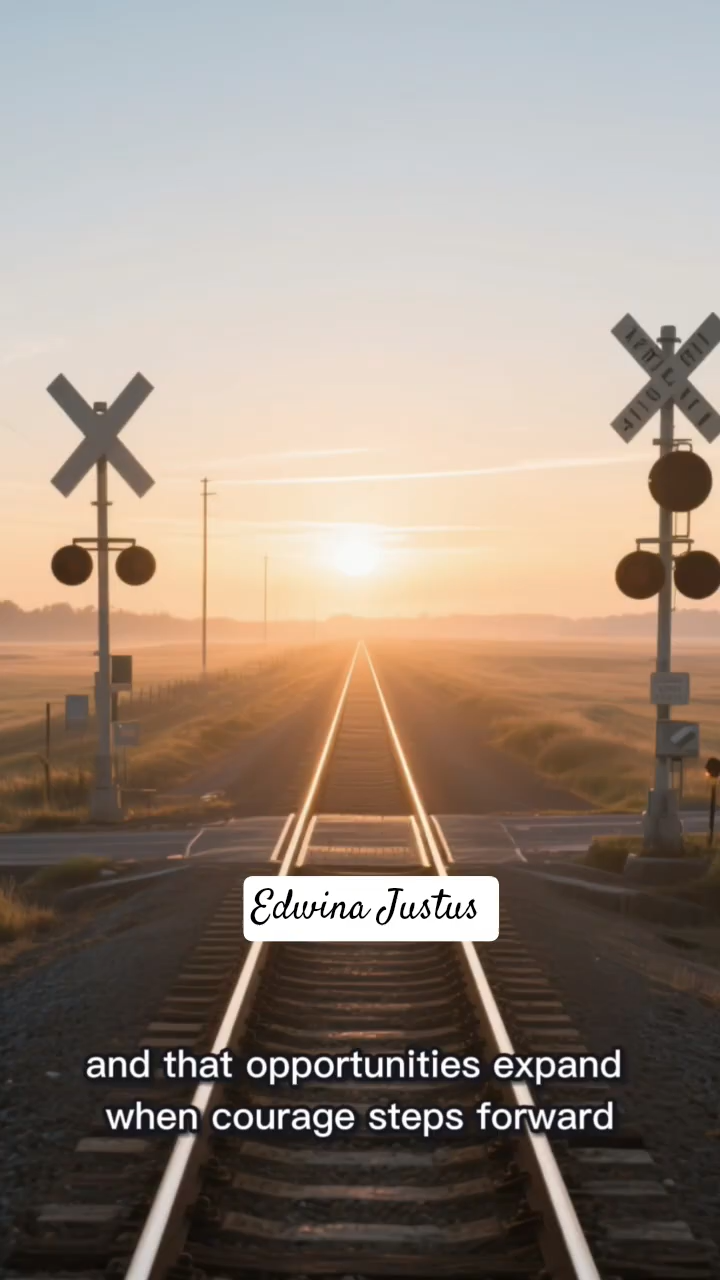 Edwina Justus
and that opportunities expand
when courage steps forward